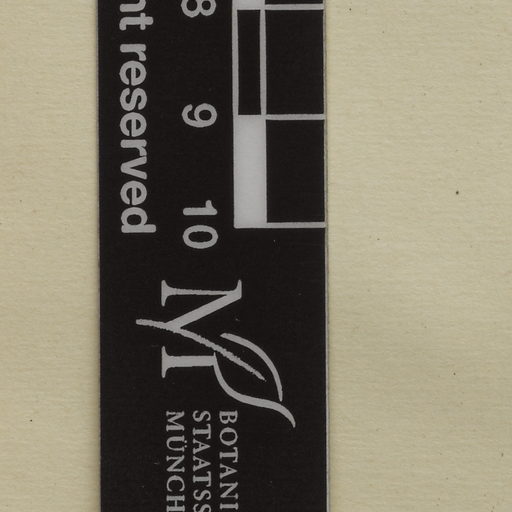 nt reserved
8 9 10
BOTANI
STAATSS
MÜNCH